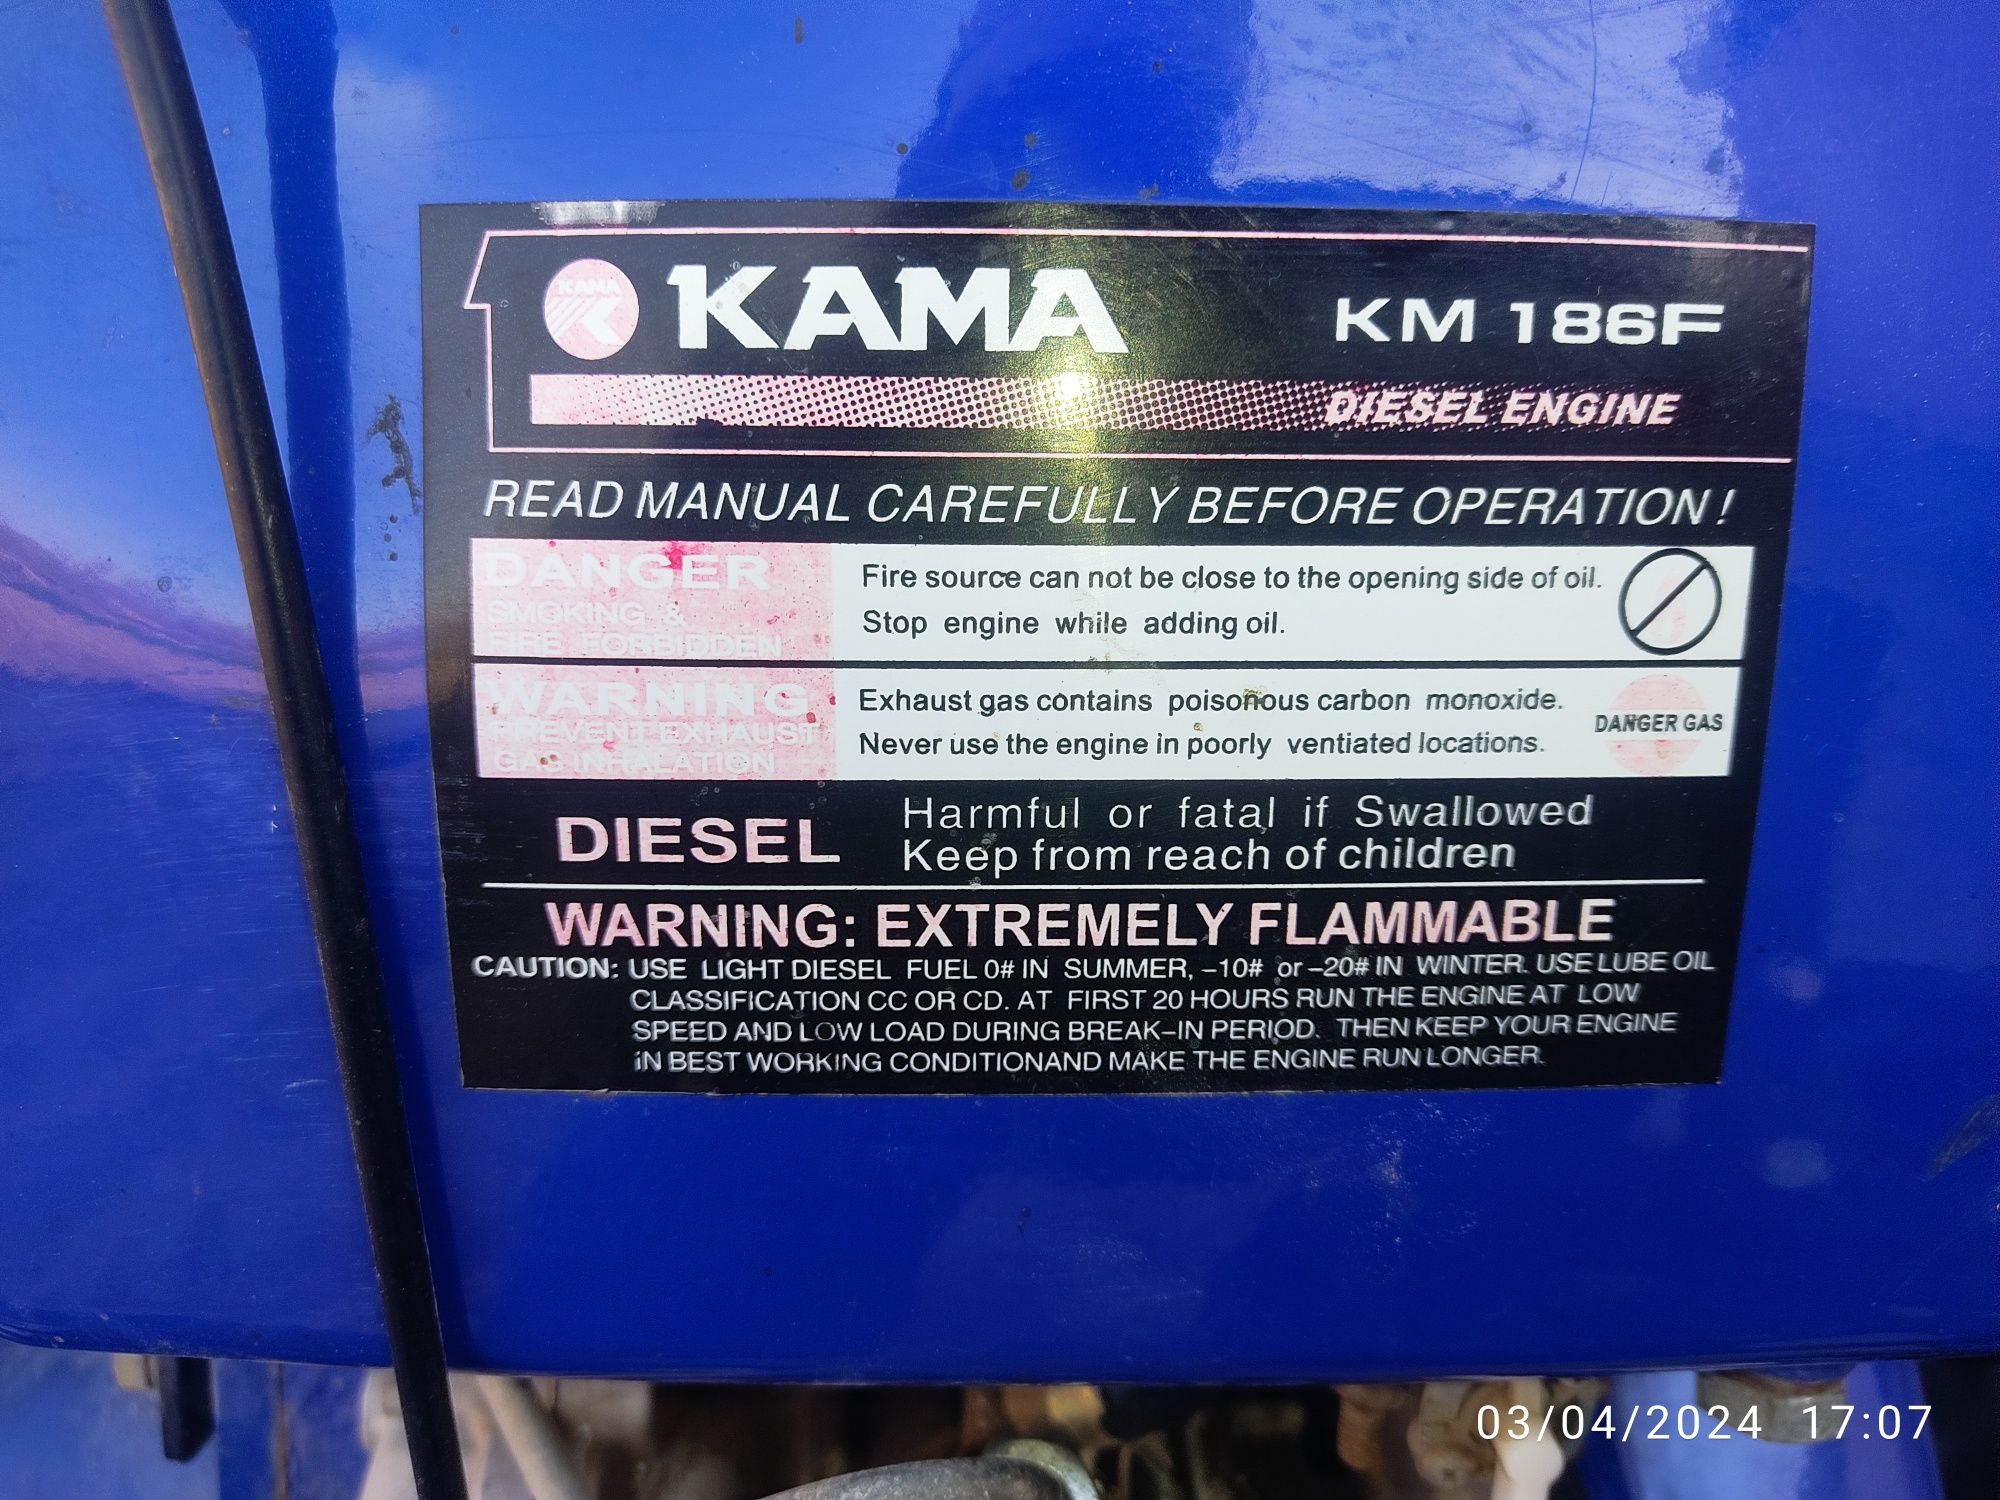 KAMA
KAMA
KM 186F
DIESEL ENGINE
READ MANUAL CAREFULLY BEFORE OPERATION!
DANGER
SMOKING &
FIRE FORBIDDEN
Fire source can not be close to the opening side of oil.
Stop engine while adding oil.
WARNING
PREVENT EXHAUST
GAS INHALATION
Exhaust gas contains poisonous carbon monoxide.
Never use the engine in poorly ventiated locations.
DANGER GAS
DIESEL
Harmful or fatal if Swallowed
Keep from reach of children
WARNING: EXTREMELY FLAMMABLE
CAUTION: USE LIGHT DIESEL FUEL 0# IN SUMMER, –10# or –20# IN WINTER. USE LUBE OIL
CLASSIFICATION CC OR CD. AT FIRST 20 HOURS RUN THE ENGINE AT LOW
SPEED AND LOW LOAD DURING BREAK–IN PERIOD. THEN KEEP YOUR ENGINE
iN BEST WORKING CONDITIONAND MAKE THE ENGINE RUN LONGER.
03/04/2024 17:07